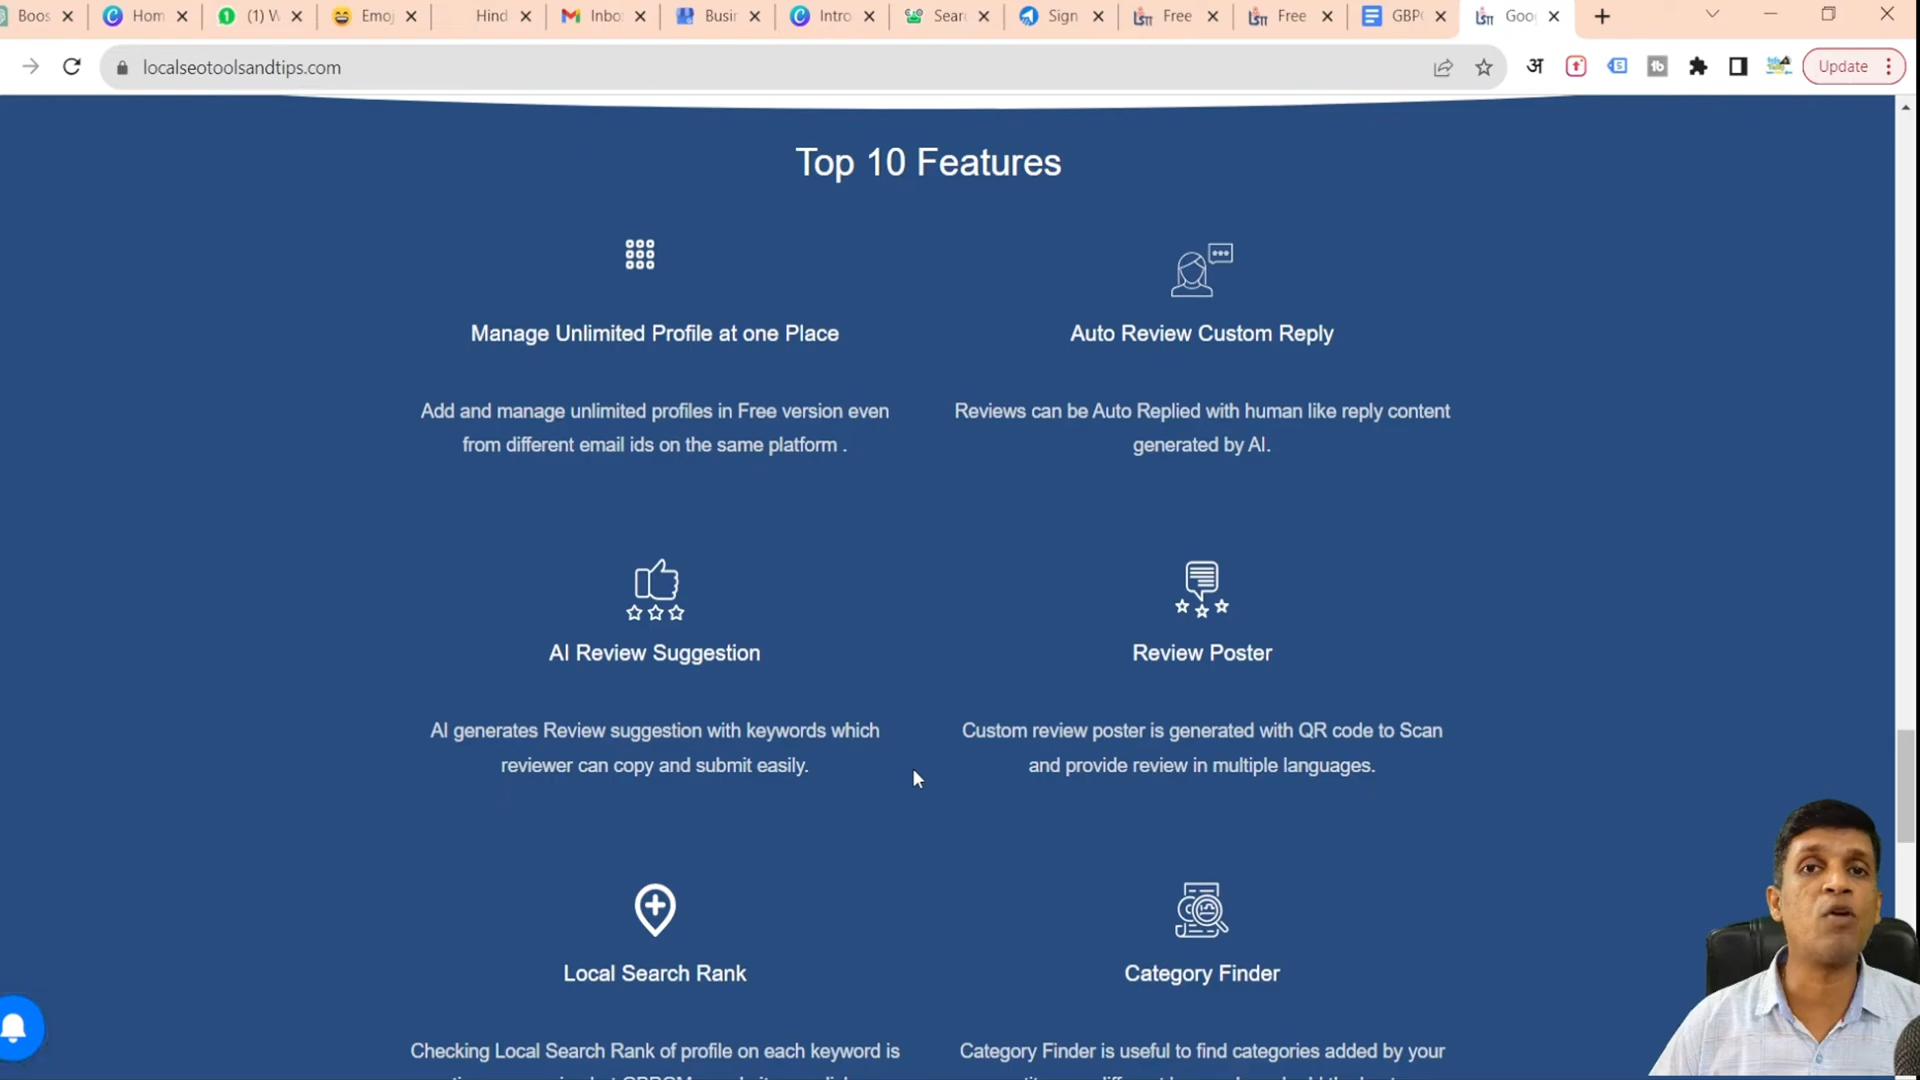 Boos
Hom
(1) W
Emoj
Hind
Inbo
Busir
Intro
Sear
Sign
Free
Free
GBP
Goo
localseotoolsandtips.com
अ
Update
Top 10 Features
Manage Unlimited Profile at one Place
Add and manage unlimited profiles in Free version even
from different email ids on the same platform .
Auto Review Custom Reply
Reviews can be Auto Replied with human like reply content
generated by AI.
AI Review Suggestion
AI generates Review suggestion with keywords which
reviewer can copy and submit easily.
Review Poster
Custom review poster is generated with QR code to Scan
and provide review in multiple languages.
Local Search Rank
Checking Local Search Rank of profile on each keyword is
Category Finder
Category Finder is useful to find categories added by your